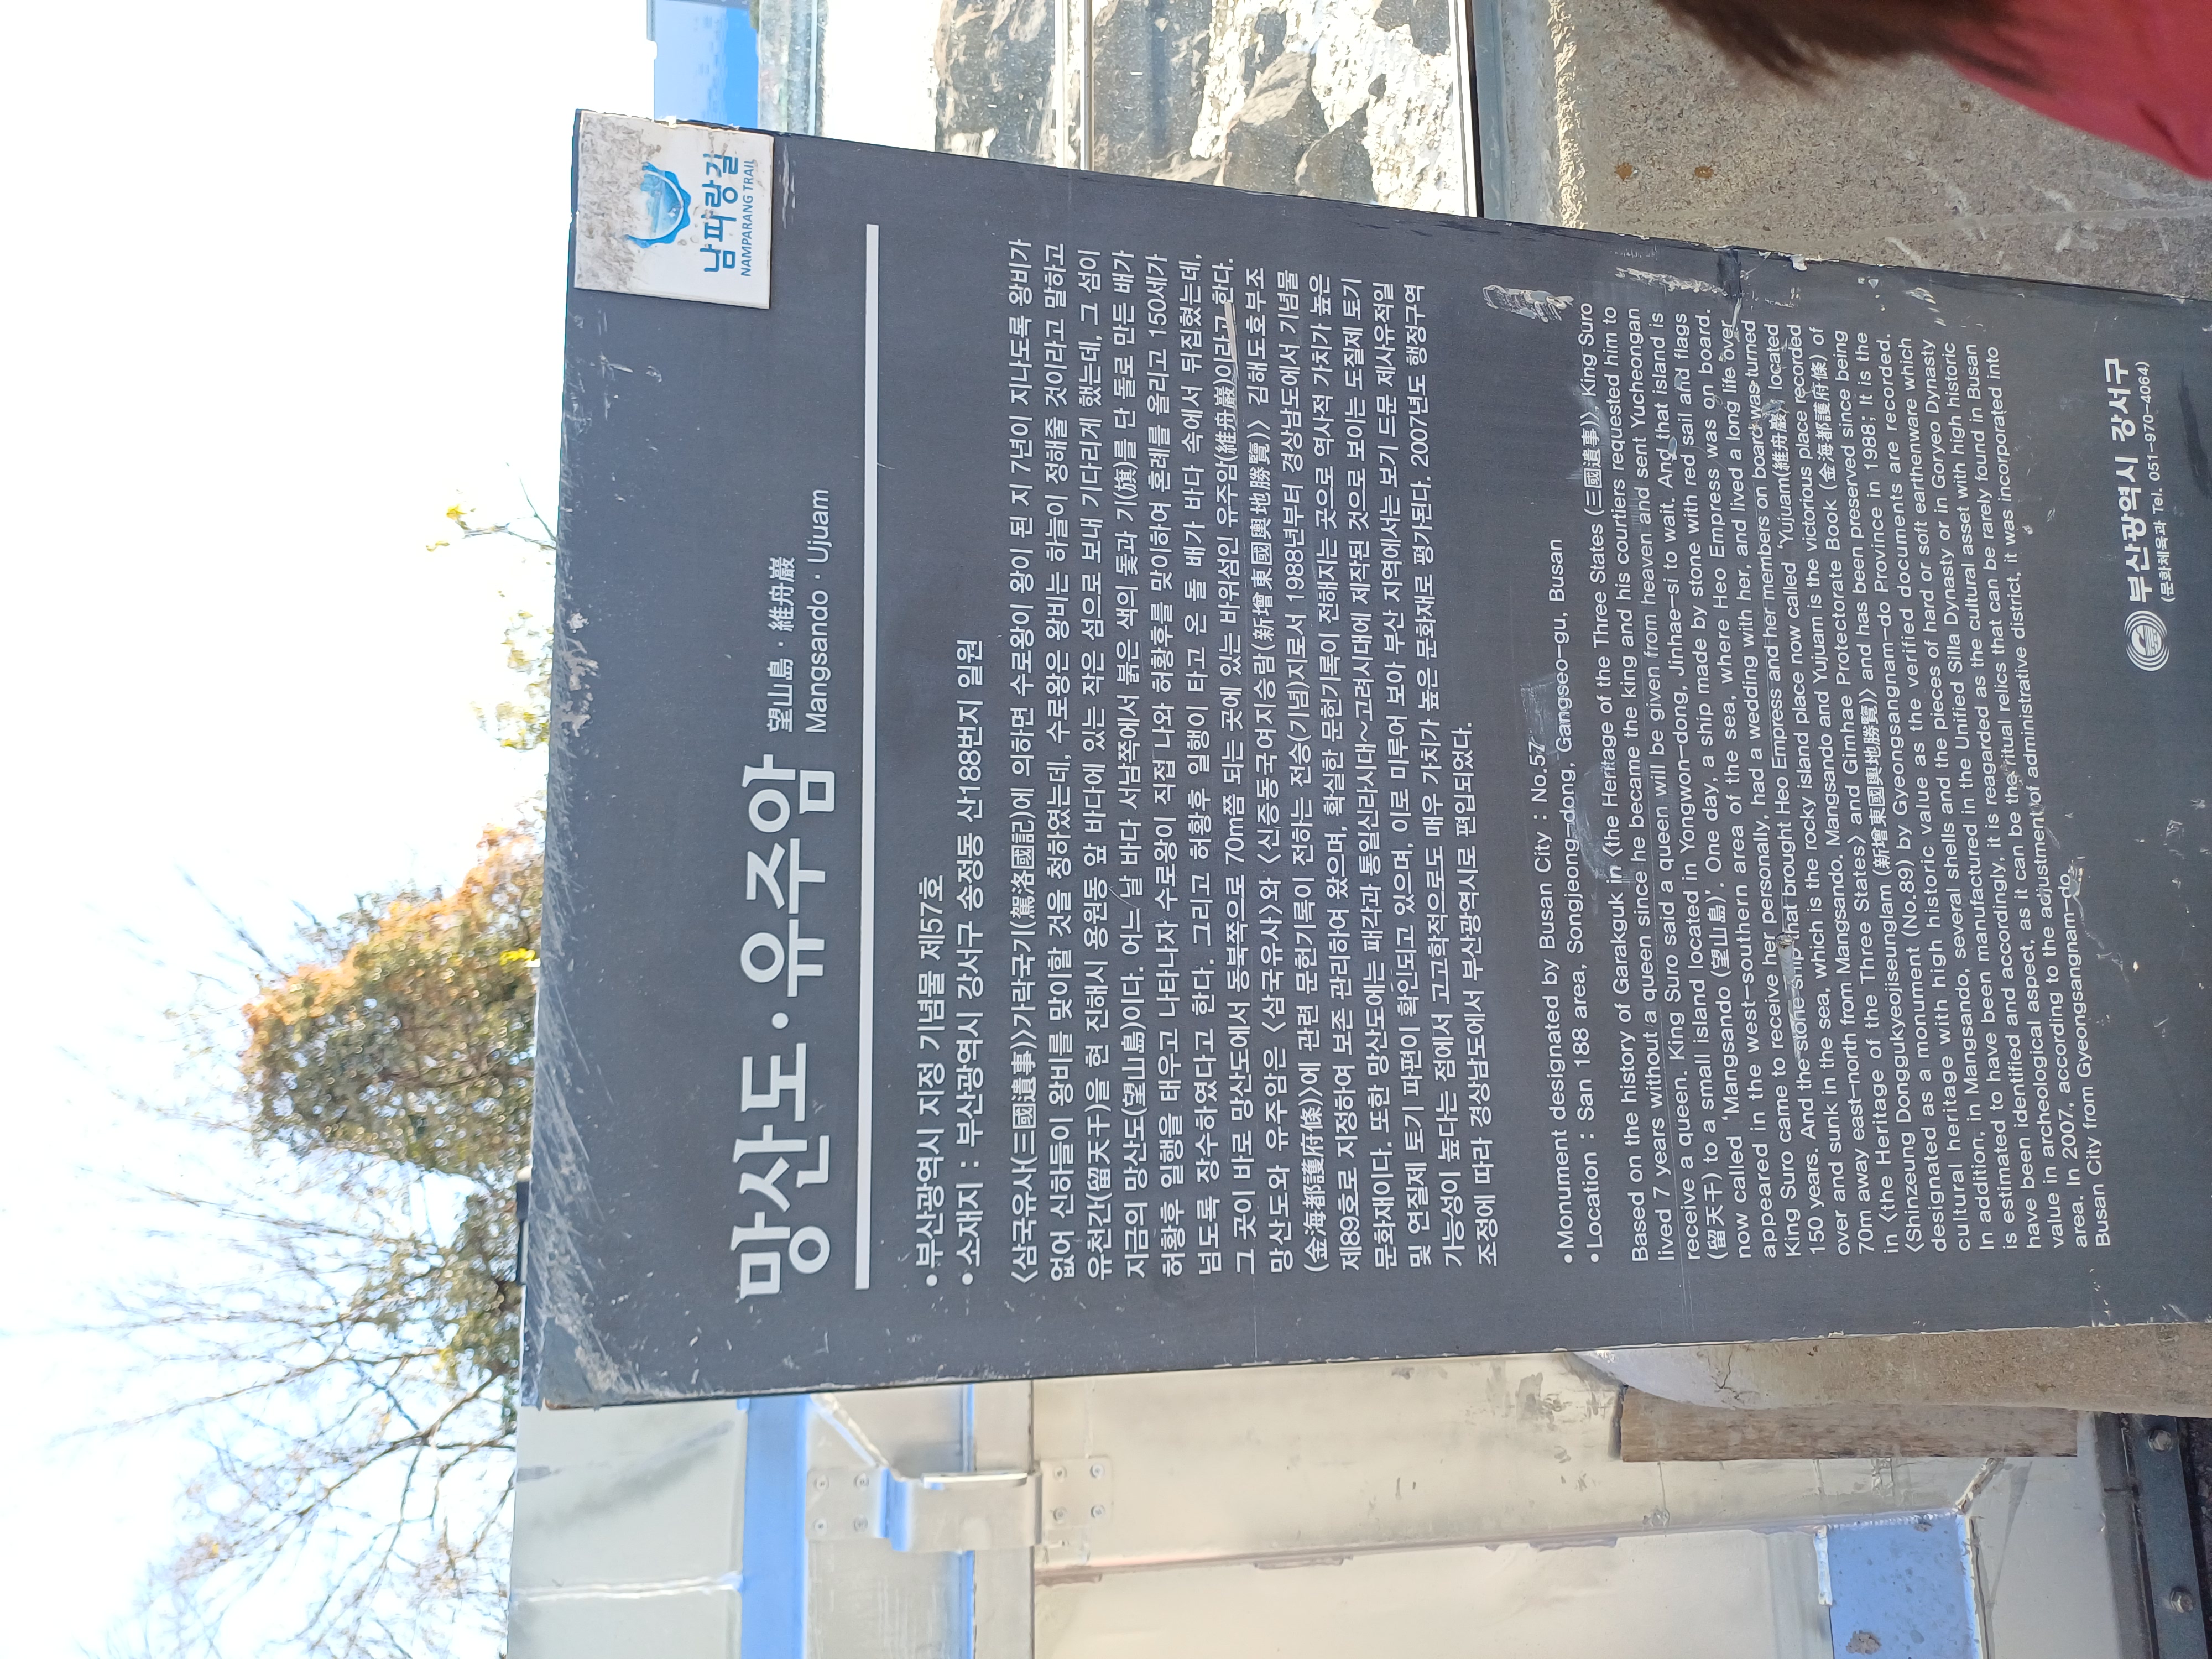 남파랑길
NAMPARANG TRAIL
망산도·유주암 望山島·維舟巖
Mangsando·Ujuam
•부산광역시 지정 기념물 제57호
•소재지 : 부산광역시 강서구 송정동 산188번지 일원
〈삼국유사(三國遺事)〉가락국기(駕洛國記)에 의하면 수로왕이 왕이 된 지 7년이 지나도록 왕비가
없어 신하들이 왕비를 맞이할 것을 청하였는데, 수로왕은 왕비는 하늘이 정해줄 것이라고 말하고
유천간(留天干)을 현 진해시 용원동 앞 바다에 있는 작은 섬으로 보내 기다리게 했는데, 그 섬이
지금의 망산도(望山島)이다. 어느 날 바다 서남쪽에서 붉은 색의 돛과 기(旗)를 단 돌로 만든 배가
허황후 일행을 태우고 나타나자 수로왕이 직접 나와 허황후를 맞이하여 혼례를 올리고 150세가
넘도록 장수하였다고 한다. 그리고 허황후 일행이 타고 온 돌 배가 바다 속에서 뒤집혔는데,
그 곳이 바로 망산도에서 동북쪽으로 70m쯤 되는 곳에 있는 바위섬인 유주암(維舟巖)이라고 한다.
망산도와 유주암은 〈삼국유사〉와 〈신증동국여지승람(新增東國輿地勝覽)〉 김해도호부조
(金海都護府條)〉에 관련 문헌기록이 전하는 전승(기념)지로서 1988년부터 경상남도에서 기념물
제89호로 지정하여 보존 관리하여 왔으며, 확실한 문헌기록이 전해지는 곳으로 역사적 가치가 높은
문화재이다. 또한 망산도에는 패각과 통일신라시대~고려시대에 제작된 것으로 보이는 도질제 토기
및 연질제 토기 파편이 확인되고 있으며, 이로 미루어 보아 부산 지역에서는 보기 드문 제사유적일
가능성이 높다는 점에서 고고학적으로도 매우 가치가 높은 문화재로 평가된다. 2007년도 행정구역
조정에 따라 경상남도에서 부산광역시로 편입되었다.
•Monument designated by Busan City : No.57
•Location : San 188 area, Songjeong-dong, Gangseo-gu, Busan
Based on the history of Garakguk in 〈the Heritage of the Three States (三國遺事)〉 King Suro
lived 7 years without a queen since he became the king and his courtiers requested him to
receive a queen. King Suro said a queen will be given from heaven and sent Yucheongan
(留天干) to a small island located in Yongwon-dong, Jinhae-si to wait. And that island is
now called 'Mangsando (望山島)'. One day, a ship made by stone with red sail and flags
appeared in the west-southern area of the sea, where Heo Empress was on board.
King Suro came to receive her personally, had a wedding with her, and lived a long life over
150 years. And the stone ship that brought Heo Empress and her members on board was turned
over and sunk in the sea, which is the rocky island place now called 'Yujuam(維舟巖)' located
70m away east-north from Mangsando. Mangsando and Yujuam is the victorious place recorded
in 〈the Heritage of the Three States〉 and Gimhae Protectorate Book (金海都護府條) of
〈Shinzeung Donggukyeojiseunglam (新增東國輿地勝覽)〉 and has been preserved since being
designated as a monument (No.89) by Gyeongsangnam-do Province in 1988; It is the
cultural heritage with high historic value as the verified documents are recorded.
In addition, in Mangsando, several shells and the pieces of hard or soft earthenware which
is estimated to have been manufactured in the Unified Silla Dynasty or in Goryeo Dynasty
have been identified and accordingly, it is reagarded as the cultural asset with high historic
value in archeological aspect, as it can be the ritual relics that can be rarely found in Busan
area. In 2007, according to the adjustment of administrative district, it was incorporated into
Busan City from Gyeongsangnam-do.
부산광역시 강서구
(문화체육과 Tel. 051-970-4064)